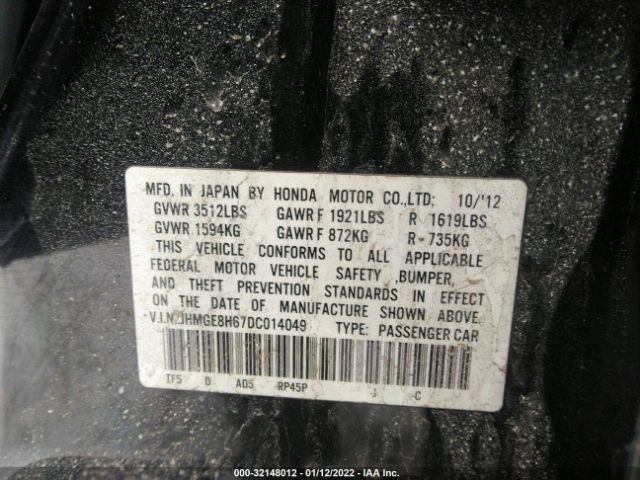 MFD. IN JAPAN BY HONDA MOTOR CO.,LTD: 10/'12
GVWR 3512LBS GAWR F 1921LBS R 1619LBS
GVWR 1594KG GAWR F 872KG R- 735KG
THIS VEHICLE CONFORMS TO ALL APPLICABLE
FEDERAL MOTOR VEHICLE SAFETY ,BUMPER,
AND THEFT PREVENTION STANDARDS IN EFFECT
ON THE DATE OF MANUFACTURE SHOWN ABOVE.
V.I.N.:JHMGE8H67DC014049 TYPE: PASSENGER CAR
TF5 D AD5 -RP45P -C
000-32148012 - 01/12/2022 - IAA Inc.